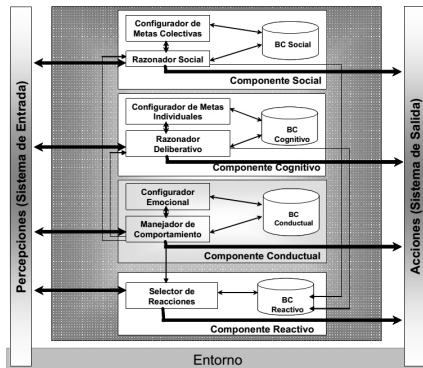 Percepciones (Sistema de Entrada)
Configurador de
Metas Colectivas
Razonador Social
BC Social
Componente Social
Configurador de Metas
Individuales
Razonador
Deliberativo
BC
Cognitivo
Componente Cognitivo
Configurador
Emocional
Manejador de
Comportamiento
BC
Conductual
Componente Conductual
Selector de
Reacciones
BC
Reactivo
Componente Reactivo
Acciones (Sistema de Salida)
Entorno